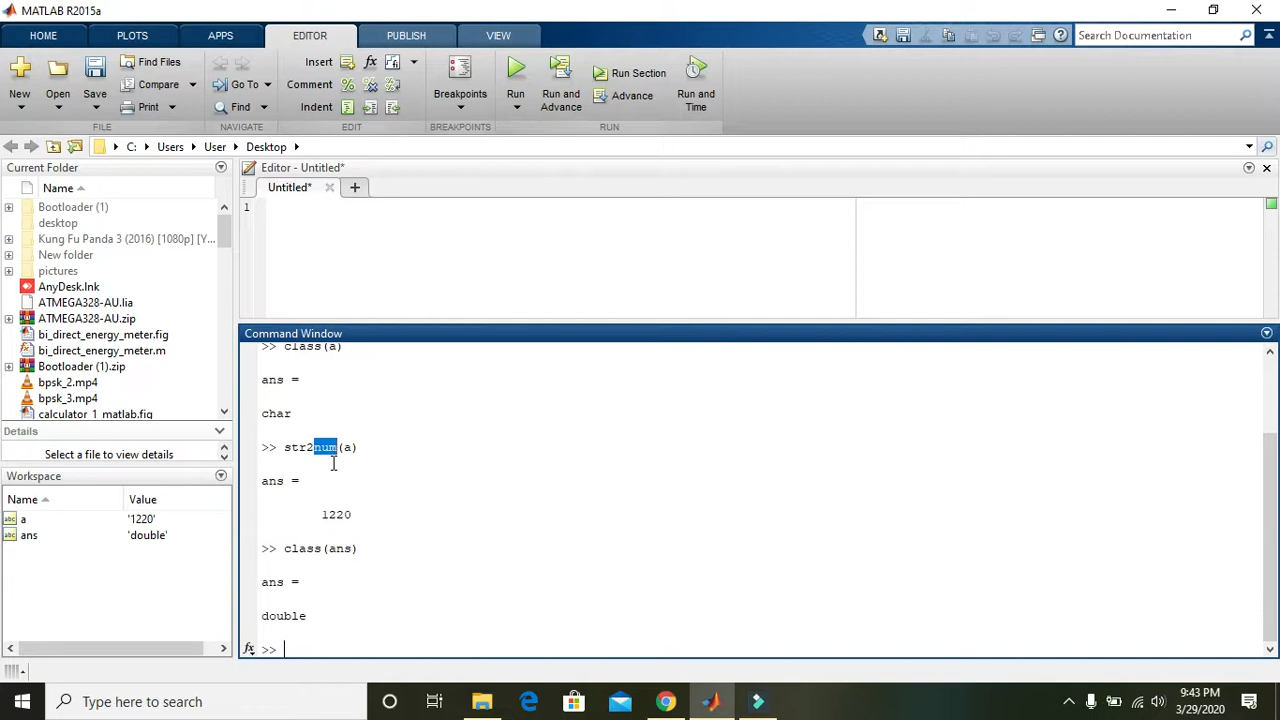 MATLAB R2015a
HOME PLOTS APPS EDITOR PUBLISH VIEW Search Documentation
New Open Save Find Files Compare Print Go To Find Insert fx Comment Indent Breakpoints Run Run and Advance Run Section Advance Run and Time
FILE NAVIGATE EDIT BREAKPOINTS RUN
C: Users User Desktop
Current Folder
Name
Bootloader (1)
desktop
Kung Fu Panda 3 (2016) [1080p] [Y...
New folder
pictures
AnyDesk.lnk
ATMEGA328-AU.lia
ATMEGA328-AU.zip
bi_direct_energy_meter.fig
bi_direct_energy_meter.m
Bootloader (1).zip
bpsk_2.mp4
bpsk_3.mp4
calculator_1_matlab.fig
Details
Select a file to view details
Workspace
Name Value
a '1220'
ans 'double'
Editor - Untitled*
Untitled* +
1
Command Window
>> class(a)
ans =
char
>> str2num(a)
ans =
1220
>> class(ans)
ans =
double
fx >>
Type here to search
9:43 PM
3/29/2020